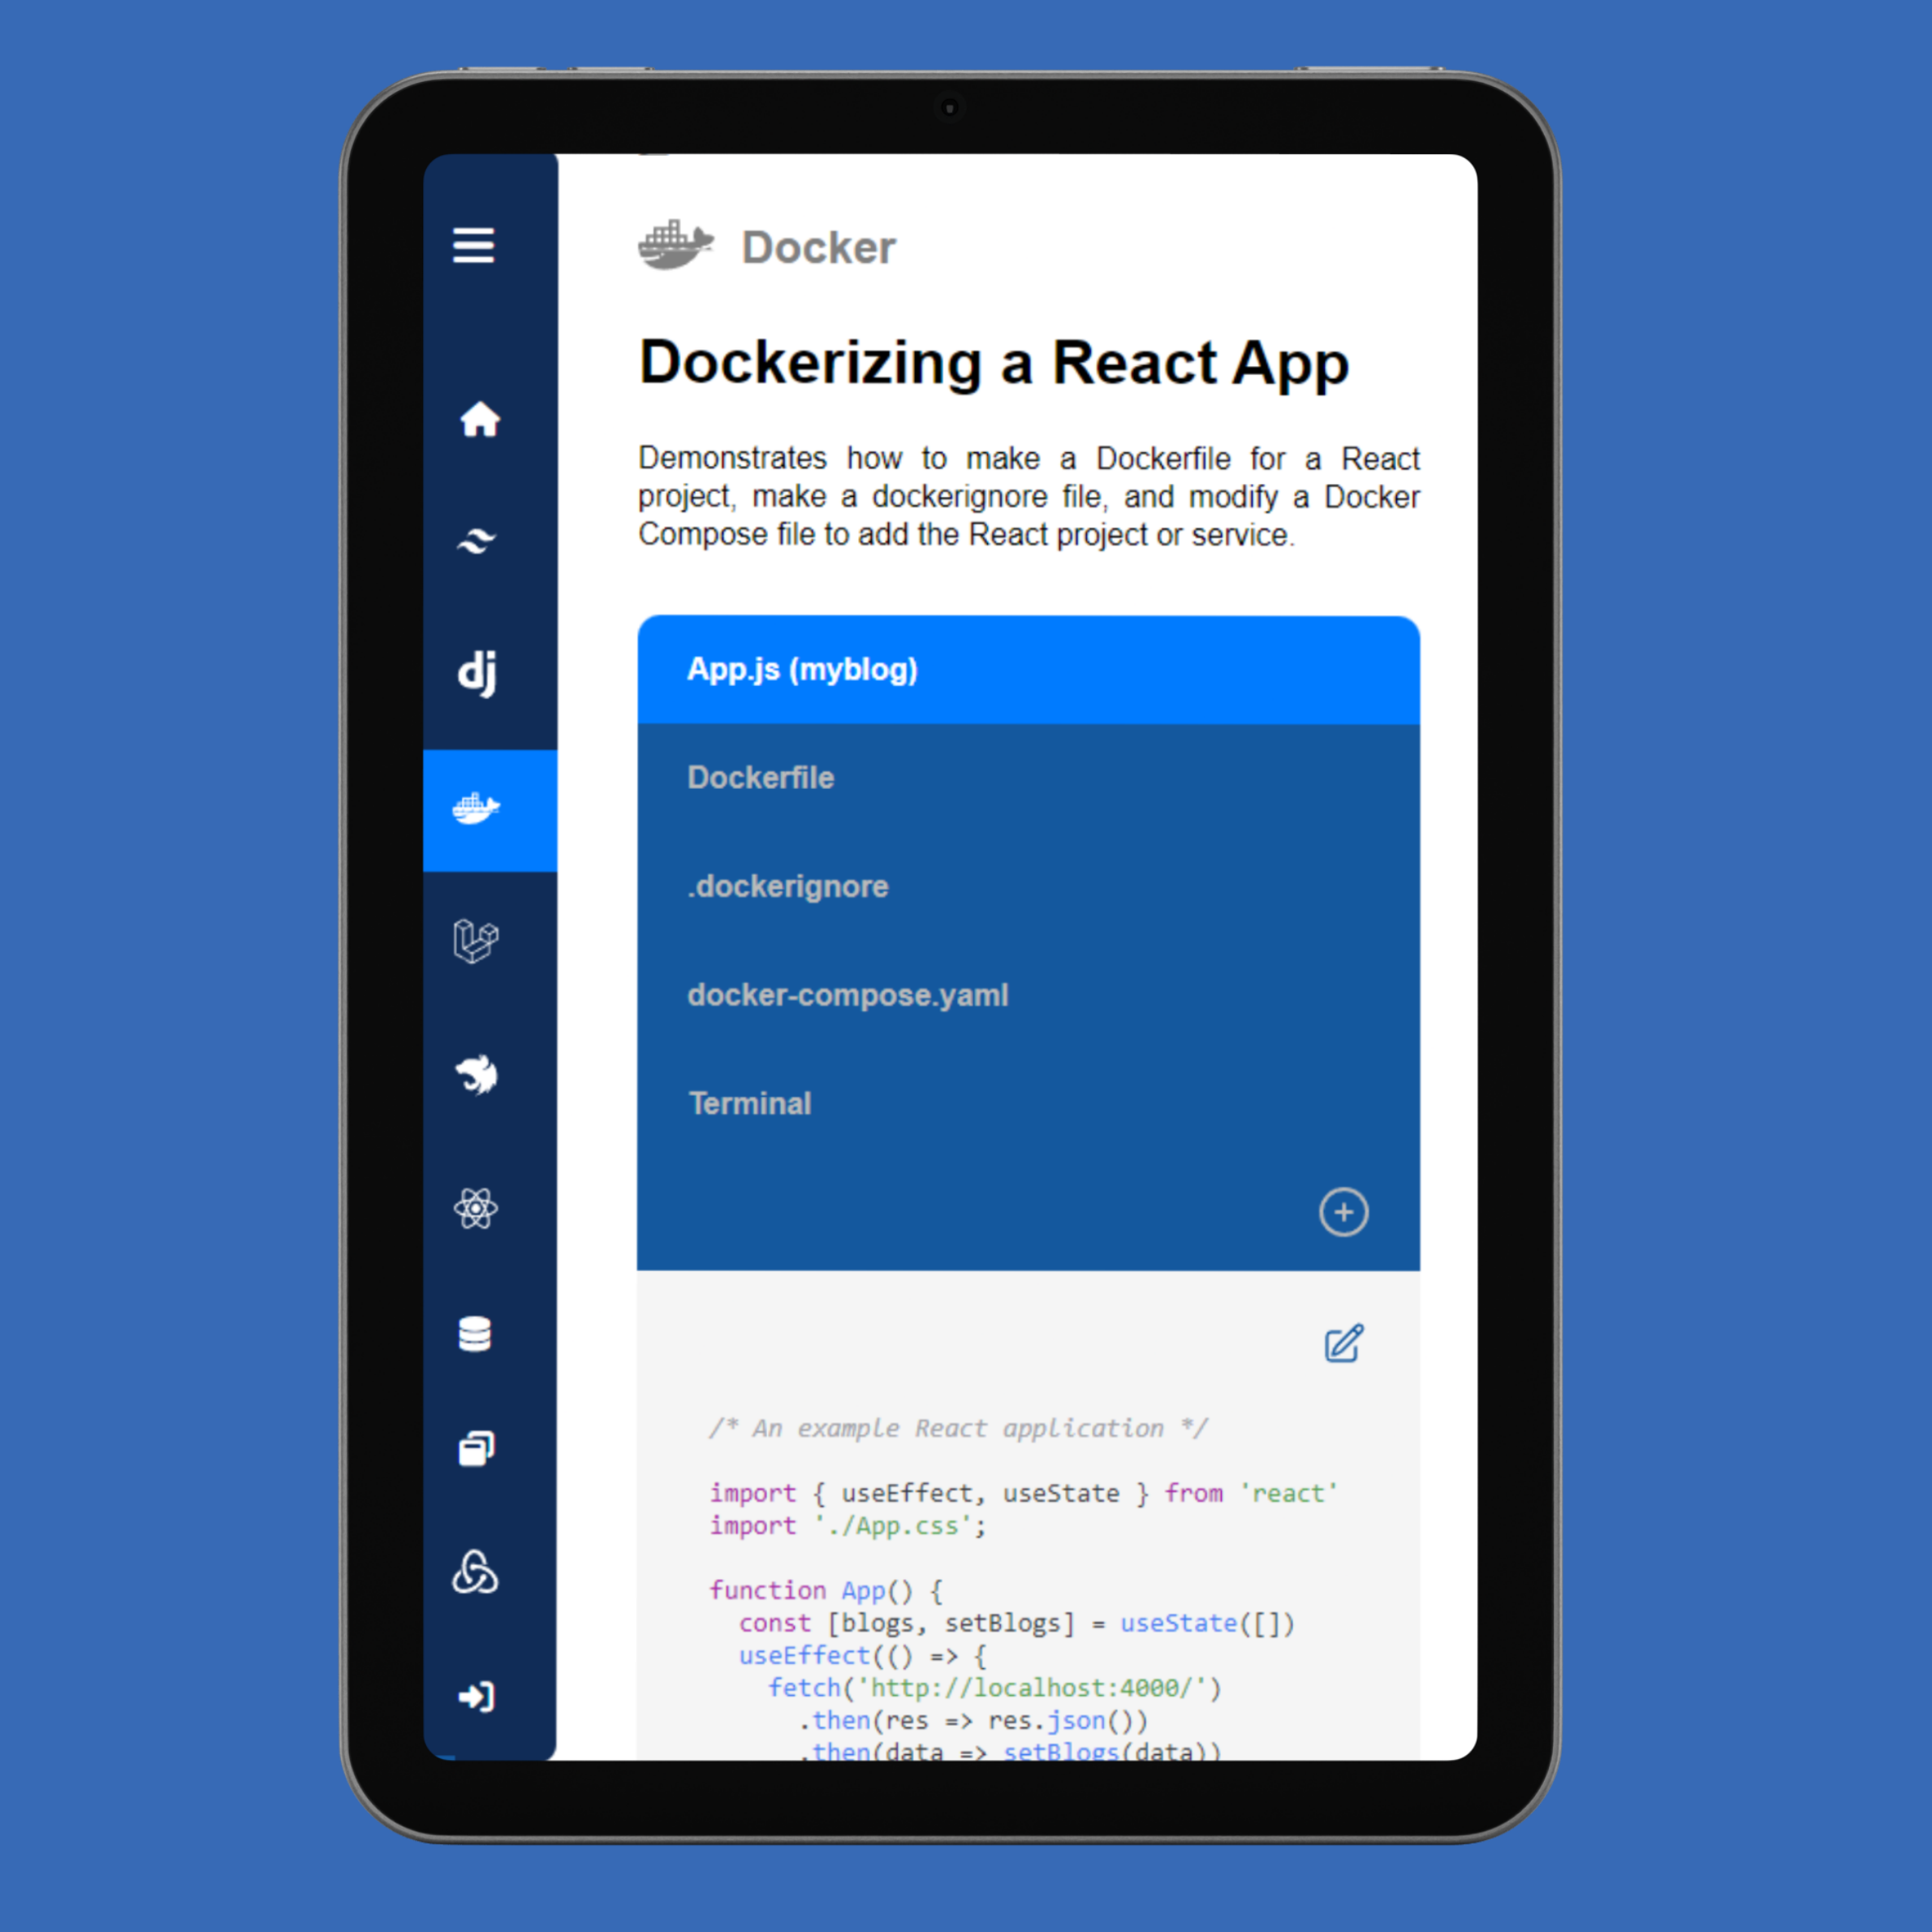 Docker
Dockerizing a React App
Demonstrates how to make a Dockerfile for a React
project, make a dockerignore file, and modify a Docker
Compose file to add the React project or service.
dj
App.js (myblog)
Dockerfile
.dockerignore
docker-compose.yaml
Terminal
/* An example React application */
import { useEffect, useState } from 'react'
import './App.css';
function App() {
const [blogs, setBlogs] = useState([])
useEffect(() => {
fetch('http://localhost:4000/')
.then(res => res.json())
.then(data => setBlogs(data))